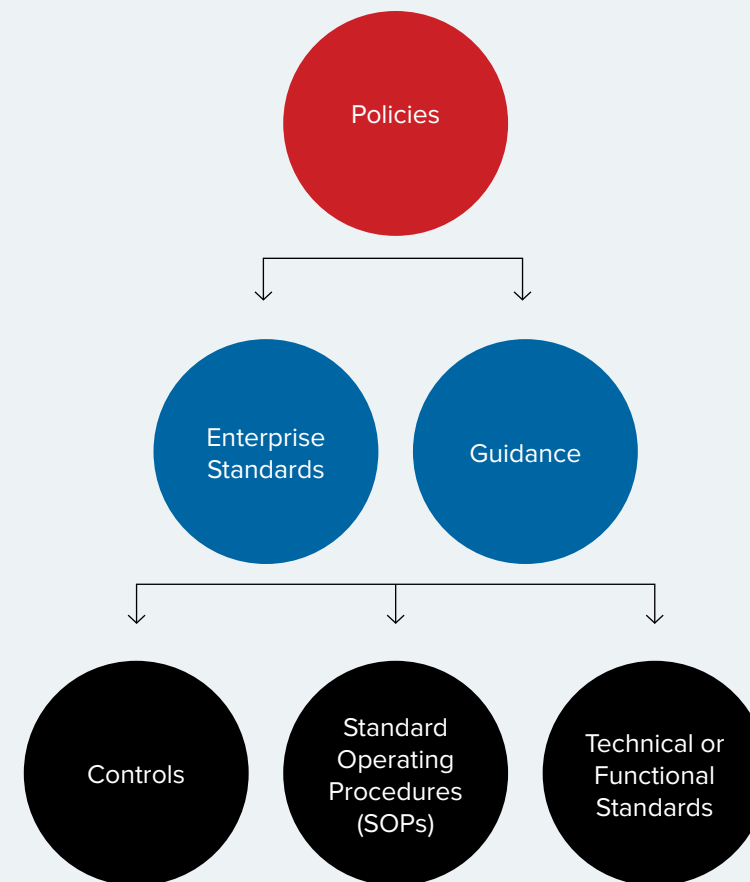 Policies
Enterprise
Standards
Guidance
Controls
Standard
Operating
Procedures
(SOPs)
Technical or
Functional
Standards